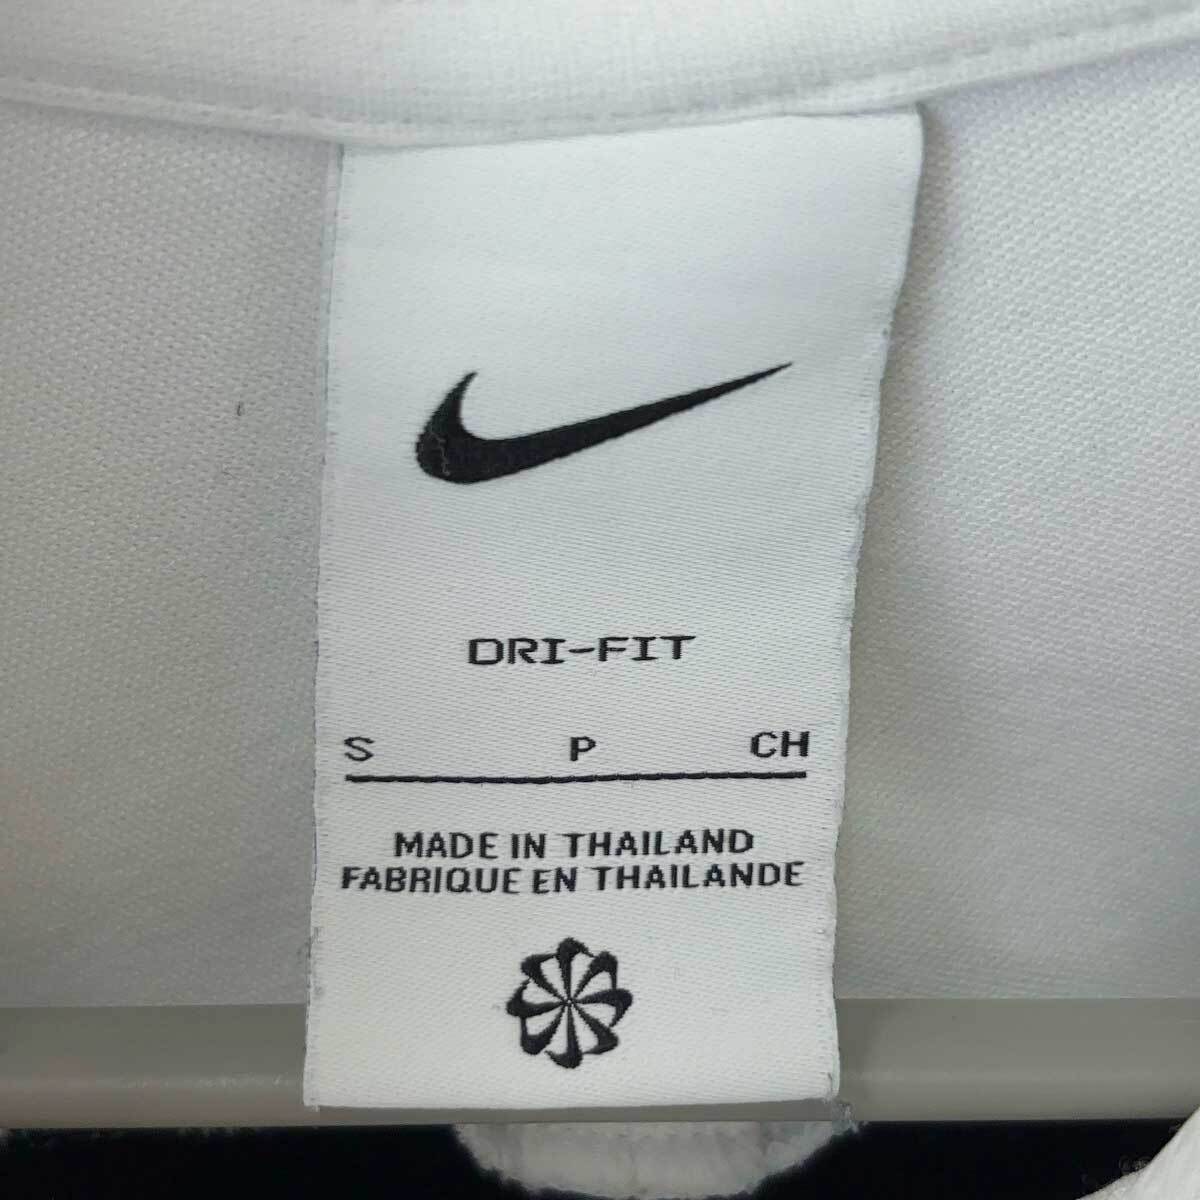 DRI-FIT
S P CH
MADE IN THAILAND
FABRIQUE EN THAILANDE